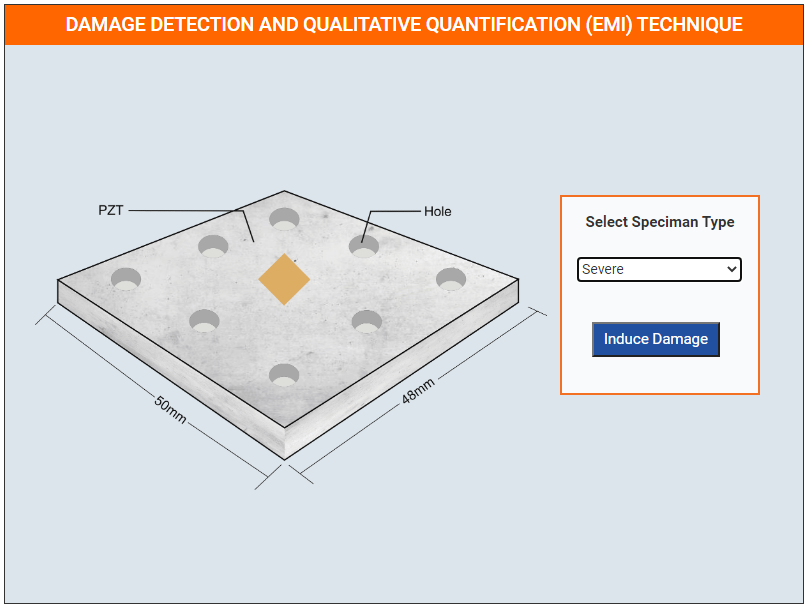 DAMAGE DETECTION AND QUALITATIVE QUANTIFICATION (EMI) TECHNIQUE
PZT
Hole
Select Speciman Type
Severe
Induce Damage
50mm
48mm